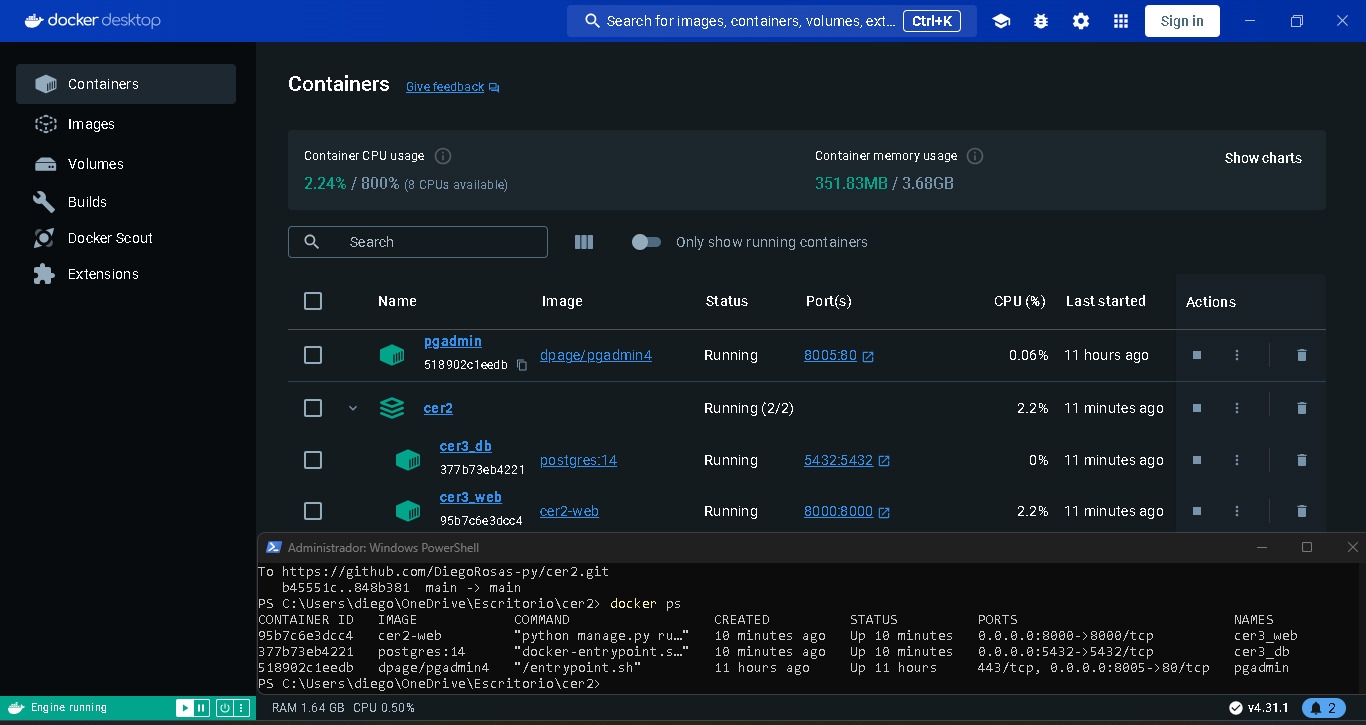 docker desktop
Search for images, containers, volumes, ext... Ctrl+K
Sign in
Containers
Images
Volumes
Builds
Docker Scout
Extensions
Containers Give feedback
Container CPU usage
2.24% / 800% (8 CPUs available)
Container memory usage
351.83MB / 3.68GB
Show charts
Search
Only show running containers
Name Image Status Port(s) CPU (%) Last started Actions
pgadmin
518902c1eedb
dpage/pgadmin4 Running 8005:80 0.06% 11 hours ago
cer2 Running (2/2) 2.2% 11 minutes ago
cer3_db
377b73eb4221
postgres:14 Running 5432:5432 0% 11 minutes ago
cer3_web
95b7c6e3dcc4
cer2-web Running 8000:8000 2.2% 11 minutes ago
Administrador: Windows PowerShell
To https://github.com/DiegoRosas-py/cer2.git
b45551c..848b381 main -> main
PS C:\Users\diego\OneDrive\Escritorio\cer2> docker ps
CONTAINER ID IMAGE COMMAND CREATED STATUS PORTS NAMES
95b7c6e3dcc4 cer2-web "python manage.py ru…" 10 minutes ago Up 10 minutes 0.0.0.0:8000->8000/tcp cer3_web
377b73eb4221 postgres:14 "docker-entrypoint.s…" 10 minutes ago Up 10 minutes 0.0.0.0:5432->5432/tcp cer3_db
518902c1eedb dpage/pgadmin4 "/entrypoint.sh" 11 hours ago Up 11 hours 443/tcp, 0.0.0.0:8005->80/tcp pgadmin
PS C:\Users\diego\OneDrive\Escritorio\cer2>
Engine running
RAM 1.64 GB CPU 0.50%
v4.31.1
2